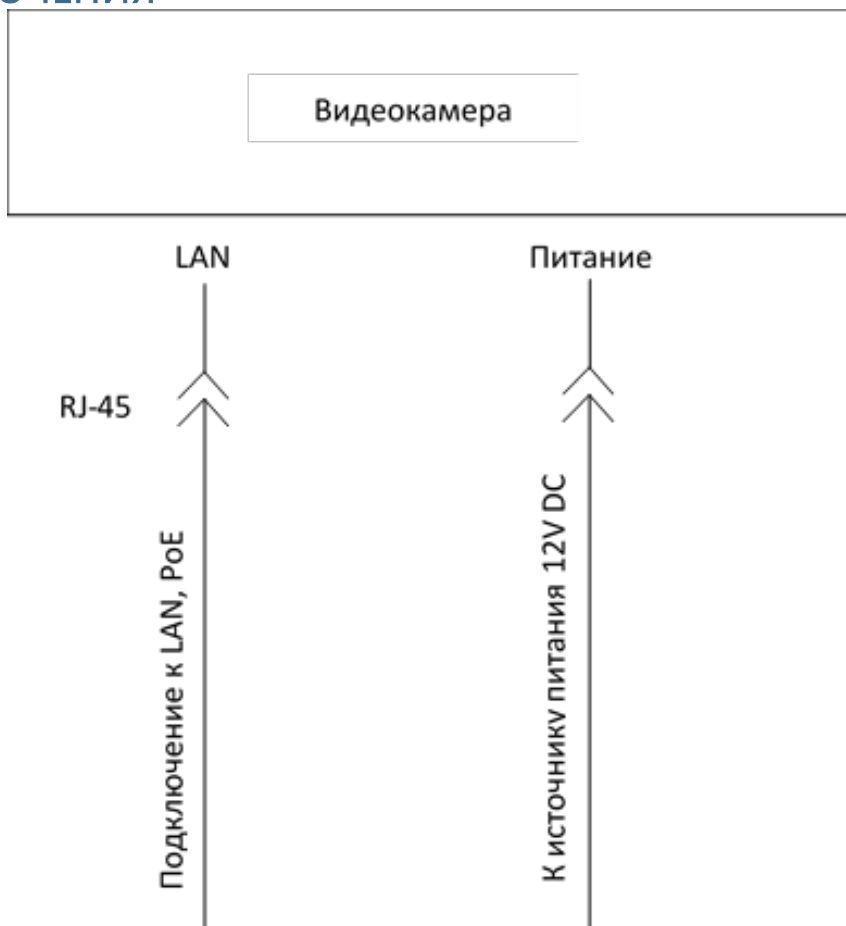 Видеокамера
LAN
Питание
RJ-45
Подключение к LAN, PoE
К источнику питания 12V DC